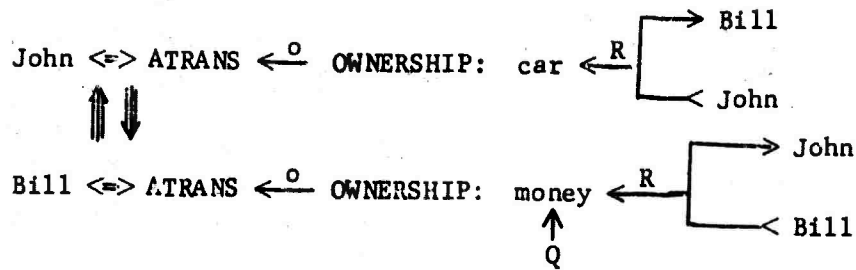 Bill
John <=> ATRANS o OWNERSHIP: car R
John
John
Bill <=> ATRANS o OWNERSHIP: money R
Bill
Q